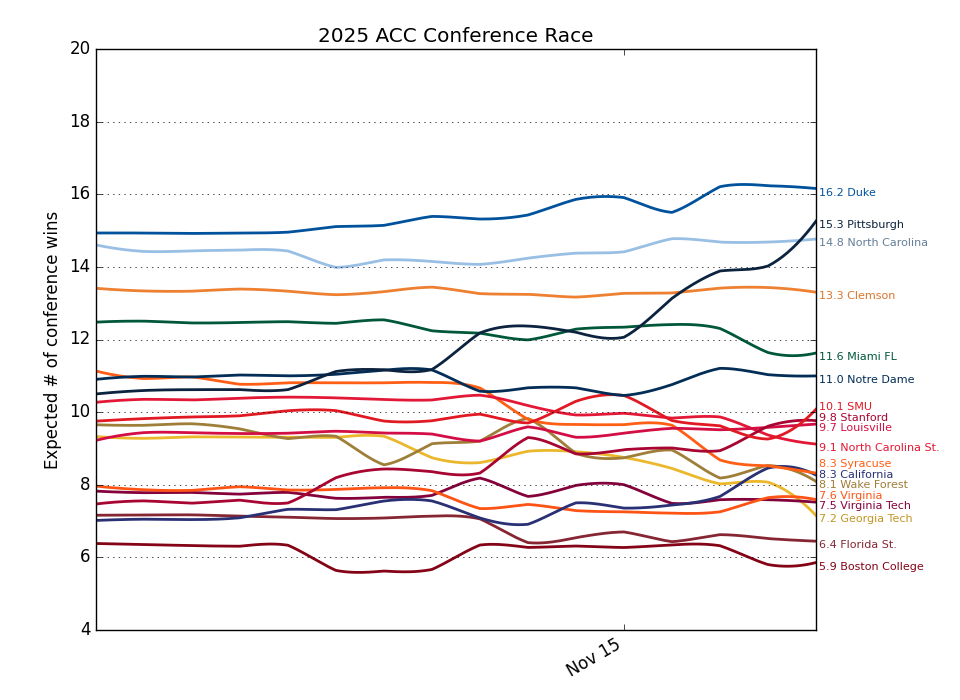 2025 ACC Conference Race
Expected # of conference wins
20
18
16
14
12
10
8
6
4
Nov 15
16.2 Duke
15.3 Pittsburgh
14.8 North Carolina
13.3 Clemson
11.6 Miami FL
11.0 Notre Dame
10.1 SMU
9.8 Stanford
9.7 Louisville
9.1 North Carolina St.
8.3 Syracuse
8.3 California
8.1 Wake Forest
7.6 Virginia
7.5 Virginia Tech
7.2 Georgia Tech
6.4 Florida St.
5.9 Boston College